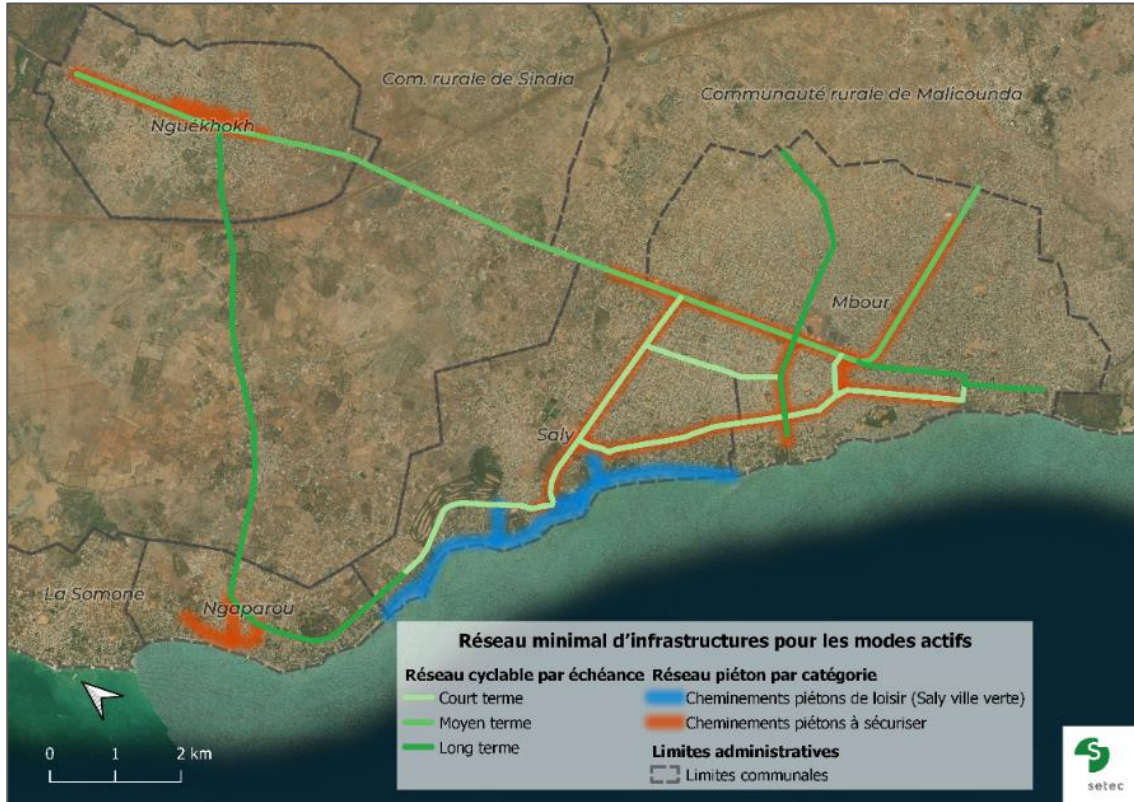 Com. rurale de Sindia
Communauté rurale de Malicounda
Nguékhokh
Mbour
Saly
La Somone
Ngaparou
Réseau minimal d'infrastructures pour les modes actifs
Réseau cyclable par échéance
Court terme
Moyen terme
Long terme
Réseau piéton par catégorie
Cheminements piétons de loisir (Saly ville verte)
Cheminements piétons à sécuriser
Limites administratives
Limites communales
0 1 2 km
setec